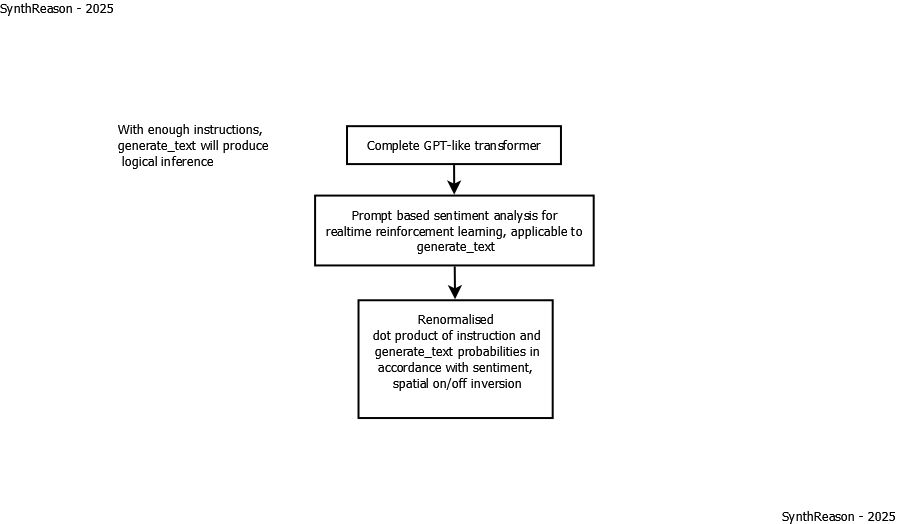 SynthReason - 2025
With enough instructions,
generate_text will produce
logical inference
Complete GPT-like transformer
Prompt based sentiment analysis for
realtime reinforcement learning, applicable to
generate_text
Renormalised
dot product of instruction and
generate_text probabilities in
accordance with sentiment,
spatial on/off inversion
SynthReason - 2025